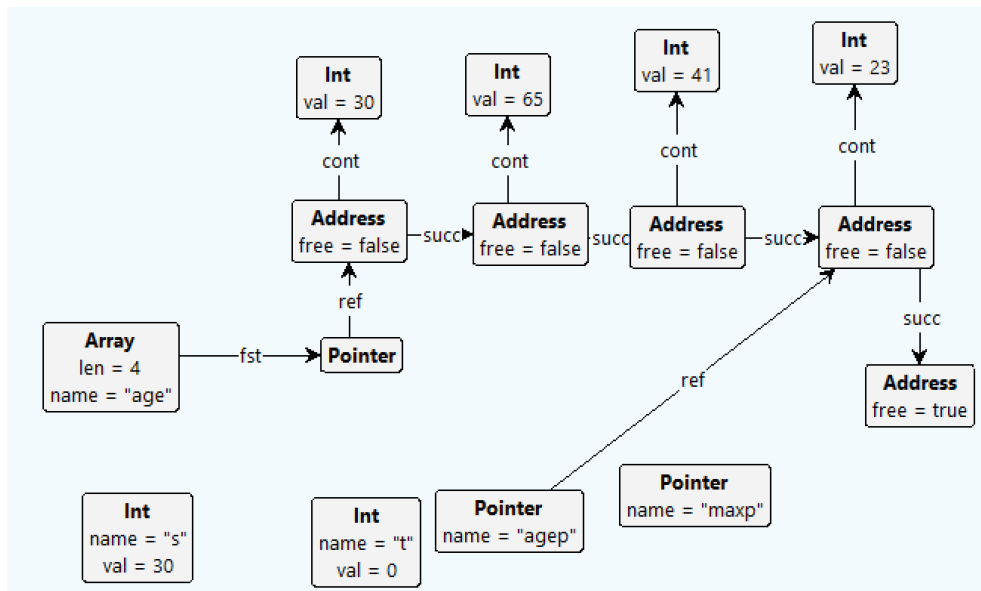 Int
val = 30
Int
val = 65
Int
val = 41
Int
val = 23
cont
cont
cont
cont
Address
free = false
succ
Address
free = false
succ
Address
free = false
succ
Address
free = false
ref
succ
Array
len = 4
name = "age"
fst
Pointer
ref
Address
free = true
Int
name = "s"
val = 30
Int
name = "t"
val = 0
Pointer
name = "agep"
Pointer
name = "maxp"